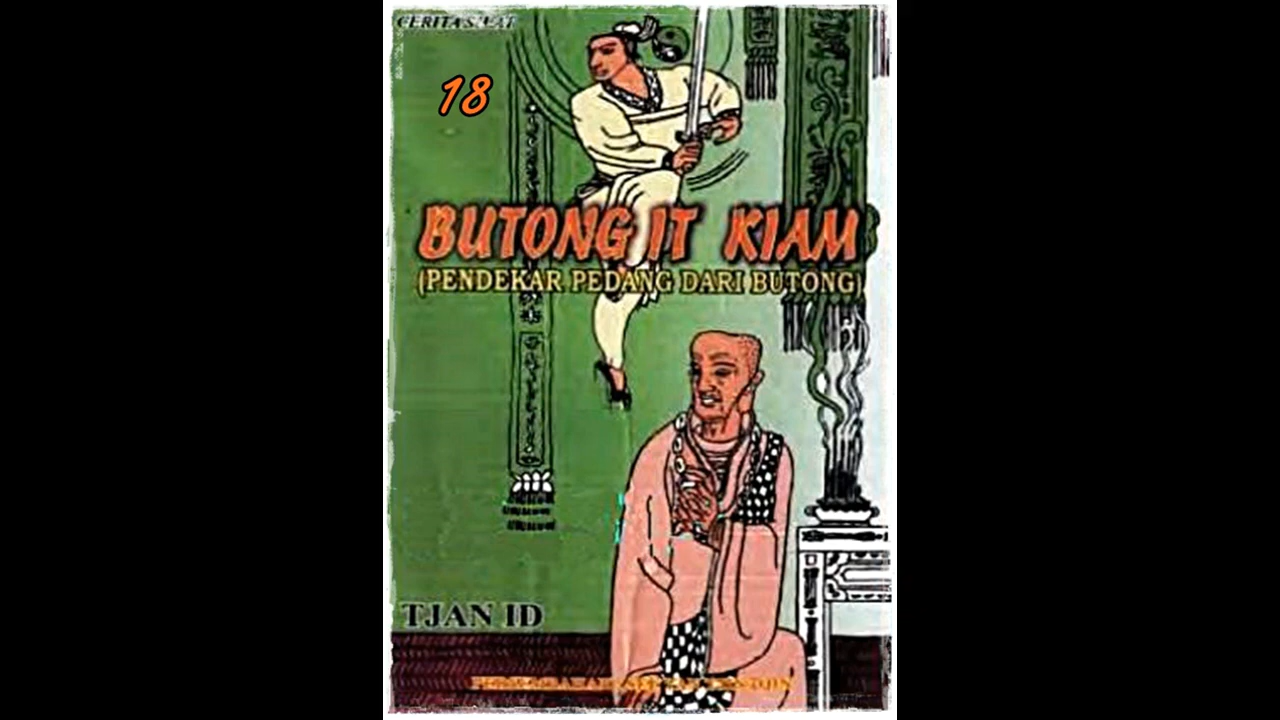 CERITA SILAT
18
BUTONG IT KIAM
(PENDEKAR PEDANG DARI BUTONG)
TJAN ID